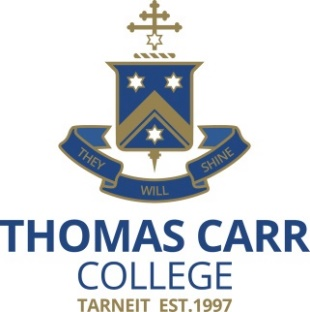 THEY WILL SHINE
THOMAS CARR
COLLEGE
TARNEIT EST.1997